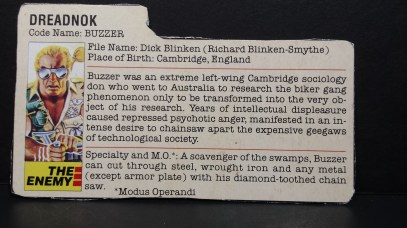 DREADNOK
Code Name: BUZZER
File Name: Dick Blinken (Richard Blinken-Smythe)
Place of Birth: Cambridge, England
Buzzer was an extreme left-wing Cambridge sociology
don who went to Australia to research the biker gang
phenomenon only to be transformed into the very ob-
ject of his research. Years of intellectual displeasure
caused repressed psychotic anger, manifested in an in-
tense desire to chainsaw apart the expensive geegaws
of technological society.
Specialty and M.O.*: A scavenger of the swamps, Buzzer
can cut through steel, wrought iron and any metal
(except armor plate) with his diamond-toothed chain
saw. *Modus Operandi
THE
ENEMY